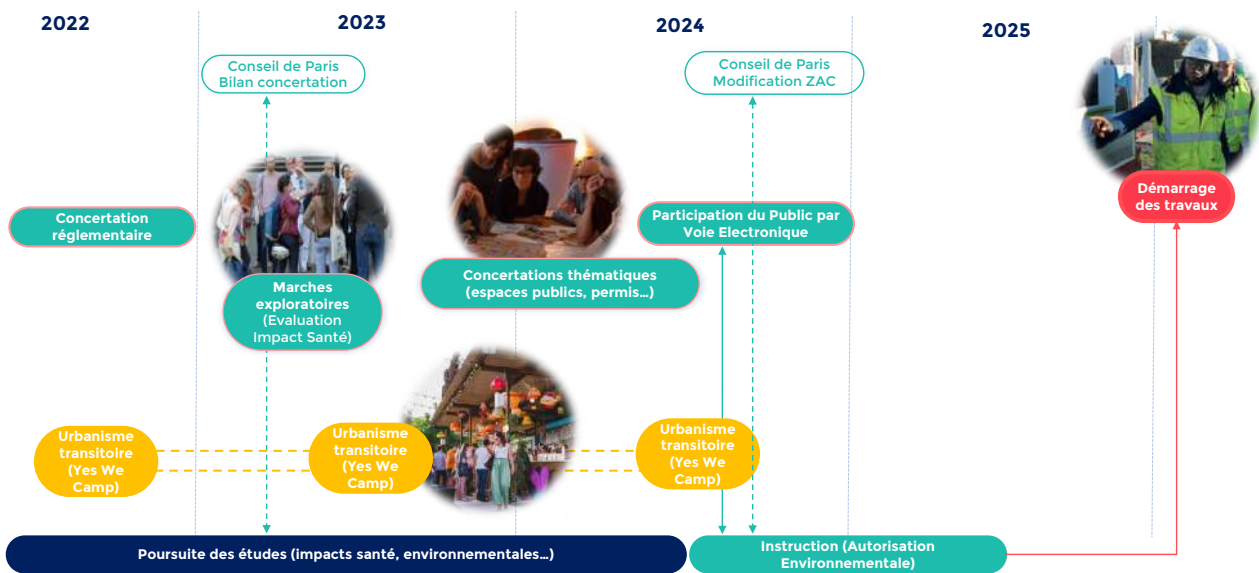 2022
2023
2024
2025
Conseil de Paris
Bilan concertation
Conseil de Paris
Modification ZAC
Concertation
réglementaire
Participation du Public par
Voie Electronique
Démarrage
des travaux
Marches
exploratoires
(Evaluation
Impact Santé)
Concertations thématiques
(espaces publics, permis…)
Urbanisme
transitoire
(Yes We
Camp)
Urbanisme
transitoire
(Yes We
Camp)
Urbanisme
transitoire
(Yes We
Camp)
Poursuite des études (impacts santé, environnementales…)
Instruction (Autorisation
Environnementale)